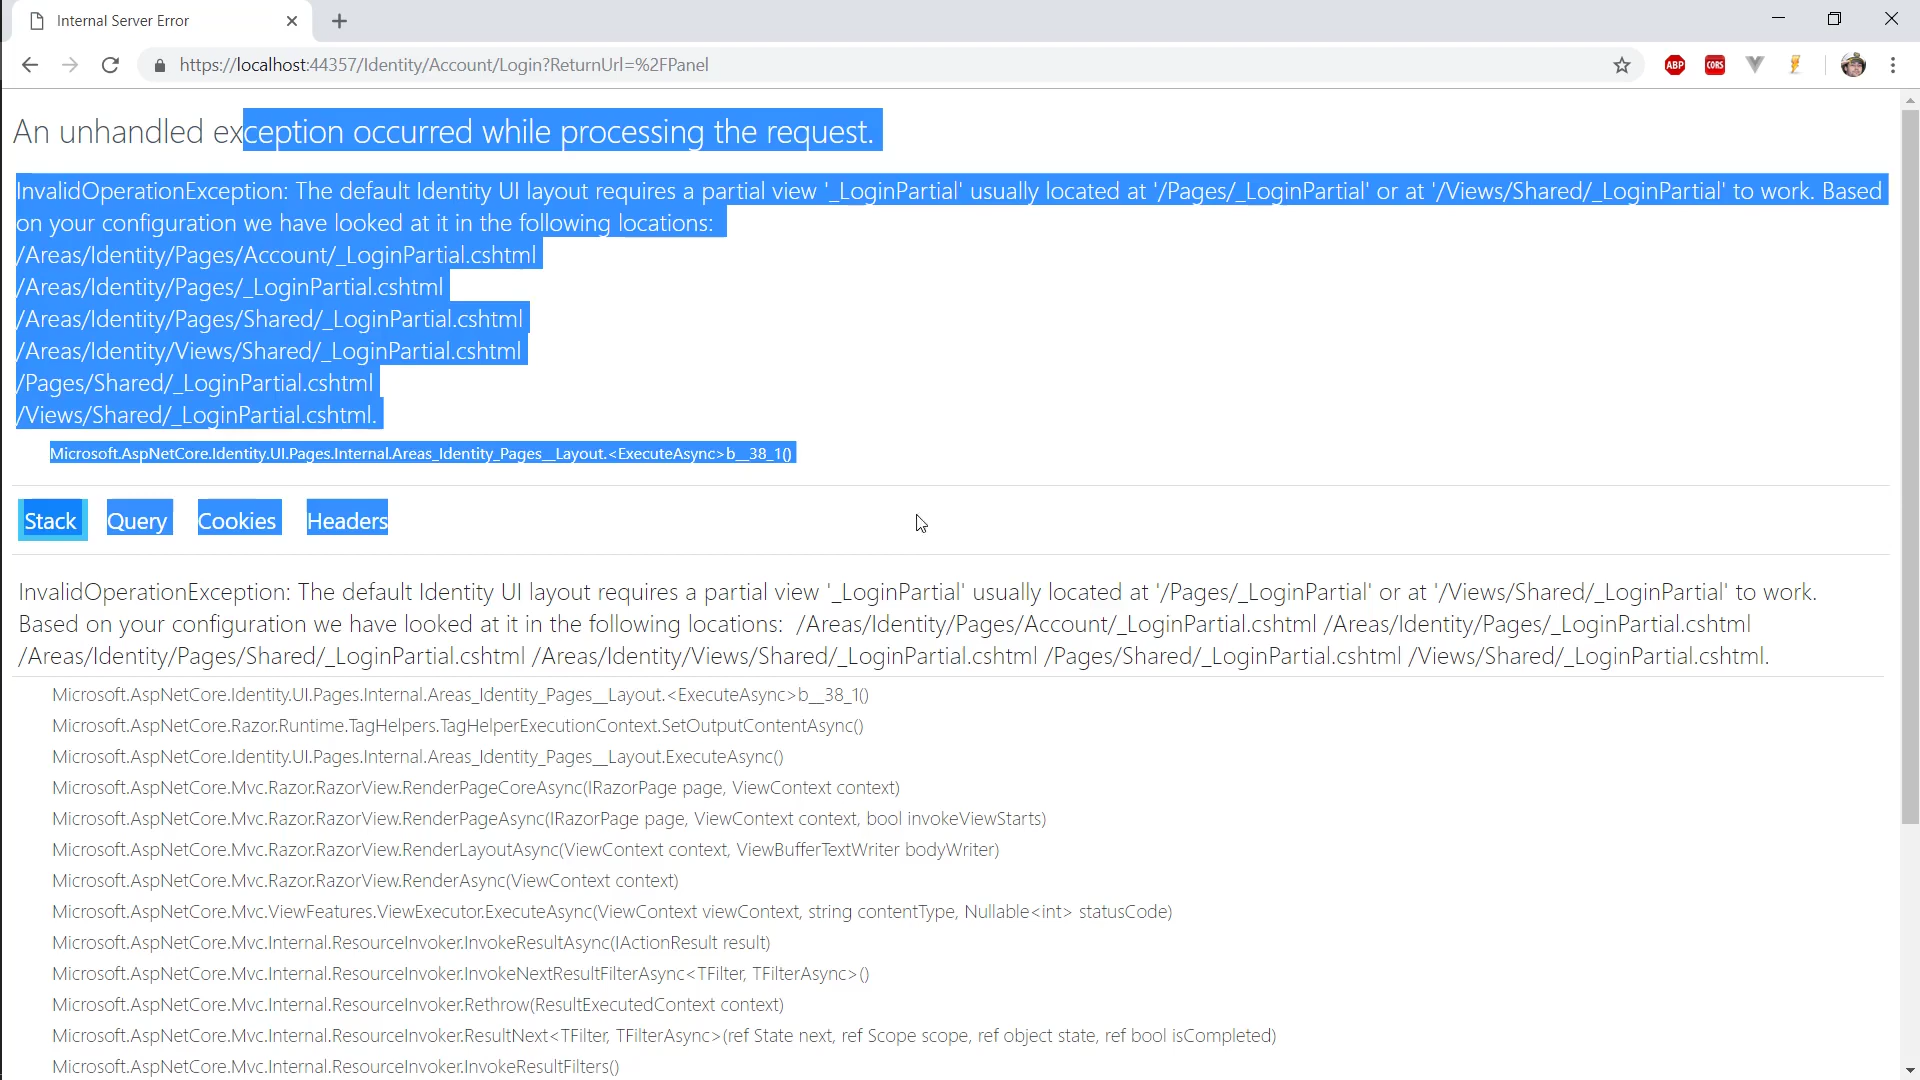 Internal Server Error
https://localhost:44357/Identity/Account/Login?ReturnUrl=%2FPanel
ABP
CORS
An unhandled exception occurred while processing the request.
InvalidOperationException: The default Identity UI layout requires a partial view '_LoginPartial' usually located at '/Pages/_LoginPartial' or at '/Views/Shared/_LoginPartial' to work. Based
on your configuration we have looked at it in the following locations:
/Areas/Identity/Pages/Account/_LoginPartial.cshtml
/Areas/Identity/Pages/_LoginPartial.cshtml
/Areas/Identity/Pages/Shared/_LoginPartial.cshtml
/Areas/Identity/Views/Shared/_LoginPartial.cshtml
/Pages/Shared/_LoginPartial.cshtml
/Views/Shared/_LoginPartial.cshtml.
Microsoft.AspNetCore.Identity.UI.Pages.Internal.Areas_Identity_Pages__Layout.<ExecuteAsync>b__38_1()
Stack Query Cookies Headers
InvalidOperationException: The default Identity UI layout requires a partial view '_LoginPartial' usually located at '/Pages/_LoginPartial' or at '/Views/Shared/_LoginPartial' to work.
Based on your configuration we have looked at it in the following locations: /Areas/Identity/Pages/Account/_LoginPartial.cshtml /Areas/Identity/Pages/_LoginPartial.cshtml
/Areas/Identity/Pages/Shared/_LoginPartial.cshtml /Areas/Identity/Views/Shared/_LoginPartial.cshtml /Pages/Shared/_LoginPartial.cshtml /Views/Shared/_LoginPartial.cshtml.
Microsoft.AspNetCore.Identity.UI.Pages.Internal.Areas_Identity_Pages__Layout.<ExecuteAsync>b__38_1()
Microsoft.AspNetCore.Razor.Runtime.TagHelpers.TagHelperExecutionContext.SetOutputContentAsync()
Microsoft.AspNetCore.Identity.UI.Pages.Internal.Areas_Identity_Pages__Layout.ExecuteAsync()
Microsoft.AspNetCore.Mvc.Razor.RazorView.RenderPageCoreAsync(IRazorPage page, ViewContext context)
Microsoft.AspNetCore.Mvc.Razor.RazorView.RenderPageAsync(IRazorPage page, ViewContext context, bool invokeViewStarts)
Microsoft.AspNetCore.Mvc.Razor.RazorView.RenderLayoutAsync(ViewContext context, ViewBufferTextWriter bodyWriter)
Microsoft.AspNetCore.Mvc.Razor.RazorView.RenderAsync(ViewContext context)
Microsoft.AspNetCore.Mvc.ViewFeatures.ViewExecutor.ExecuteAsync(ViewContext viewContext, string contentType, Nullable<int> statusCode)
Microsoft.AspNetCore.Mvc.Internal.ResourceInvoker.InvokeResultAsync(IActionResult result)
Microsoft.AspNetCore.Mvc.Internal.ResourceInvoker.InvokeNextResultFilterAsync<TFilter, TFilterAsync>()
Microsoft.AspNetCore.Mvc.Internal.ResourceInvoker.Rethrow(ResultExecutedContext context)
Microsoft.AspNetCore.Mvc.Internal.ResourceInvoker.ResultNext<TFilter, TFilterAsync>(ref State next, ref Scope scope, ref object state, ref bool isCompleted)
Microsoft.AspNetCore.Mvc.Internal.ResourceInvoker.InvokeResultFilters()